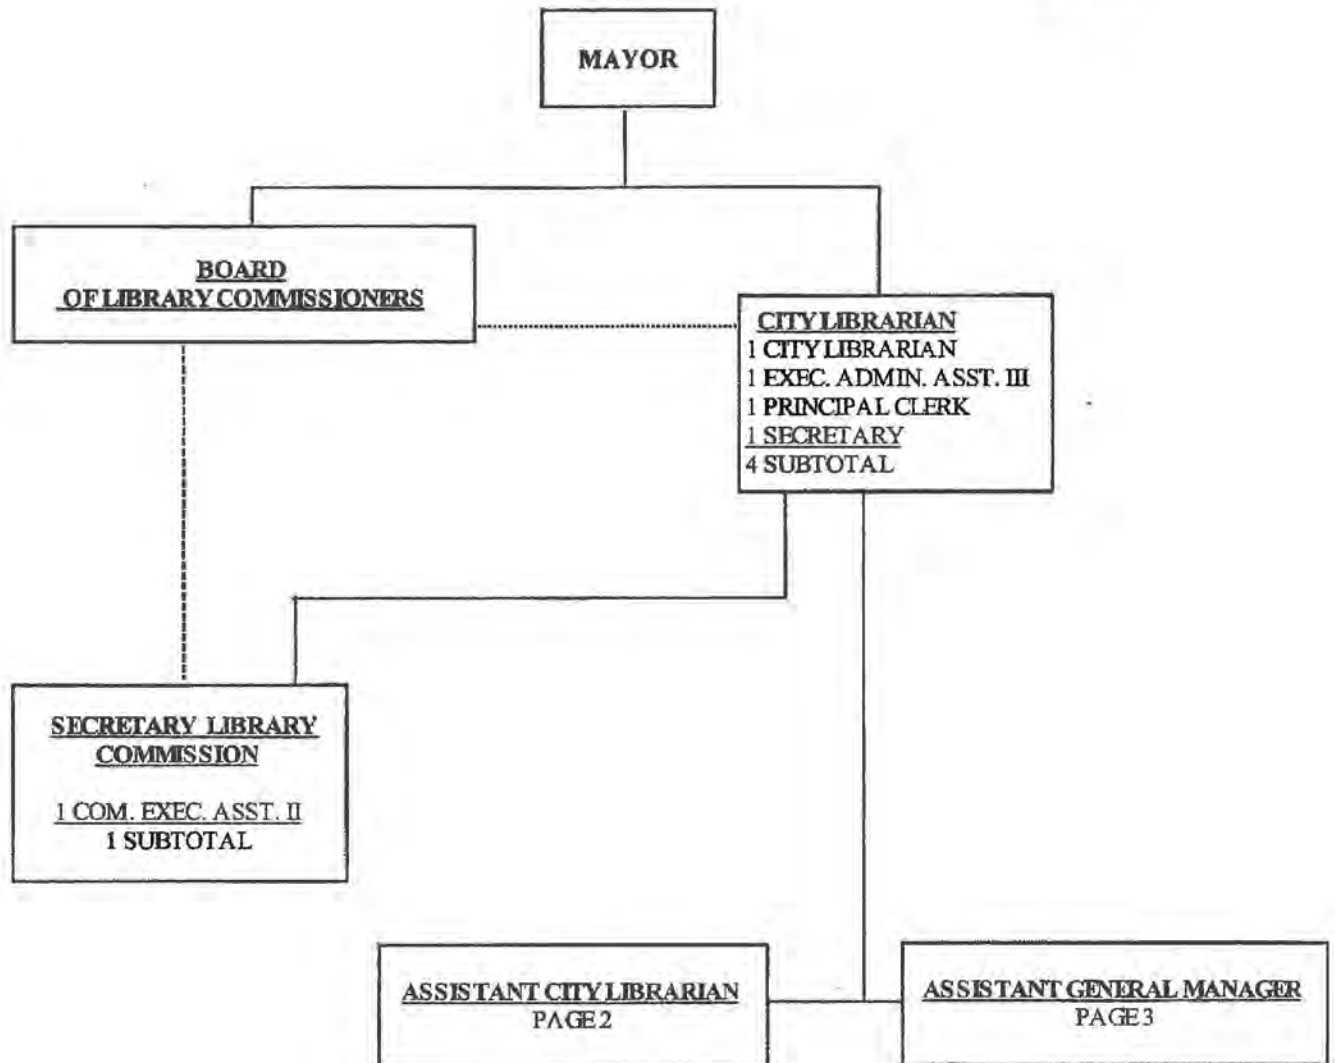 MAYOR
BOARD
OF LIBRARY COMMISSIONERS
CITY LIBRARIAN
1 CITY LIBRARIAN
1 EXEC. ADMIN. ASST. III
1 PRINCIPAL CLERK
1 SECRETARY
4 SUBTOTAL
SECRETARY LIBRARY
COMMISSION
1 COM. EXEC. ASST. II
1 SUBTOTAL
ASSISTANT CITY LIBRARIAN
PAGE 2
ASSISTANT GENERAL MANAGER
PAGE 3